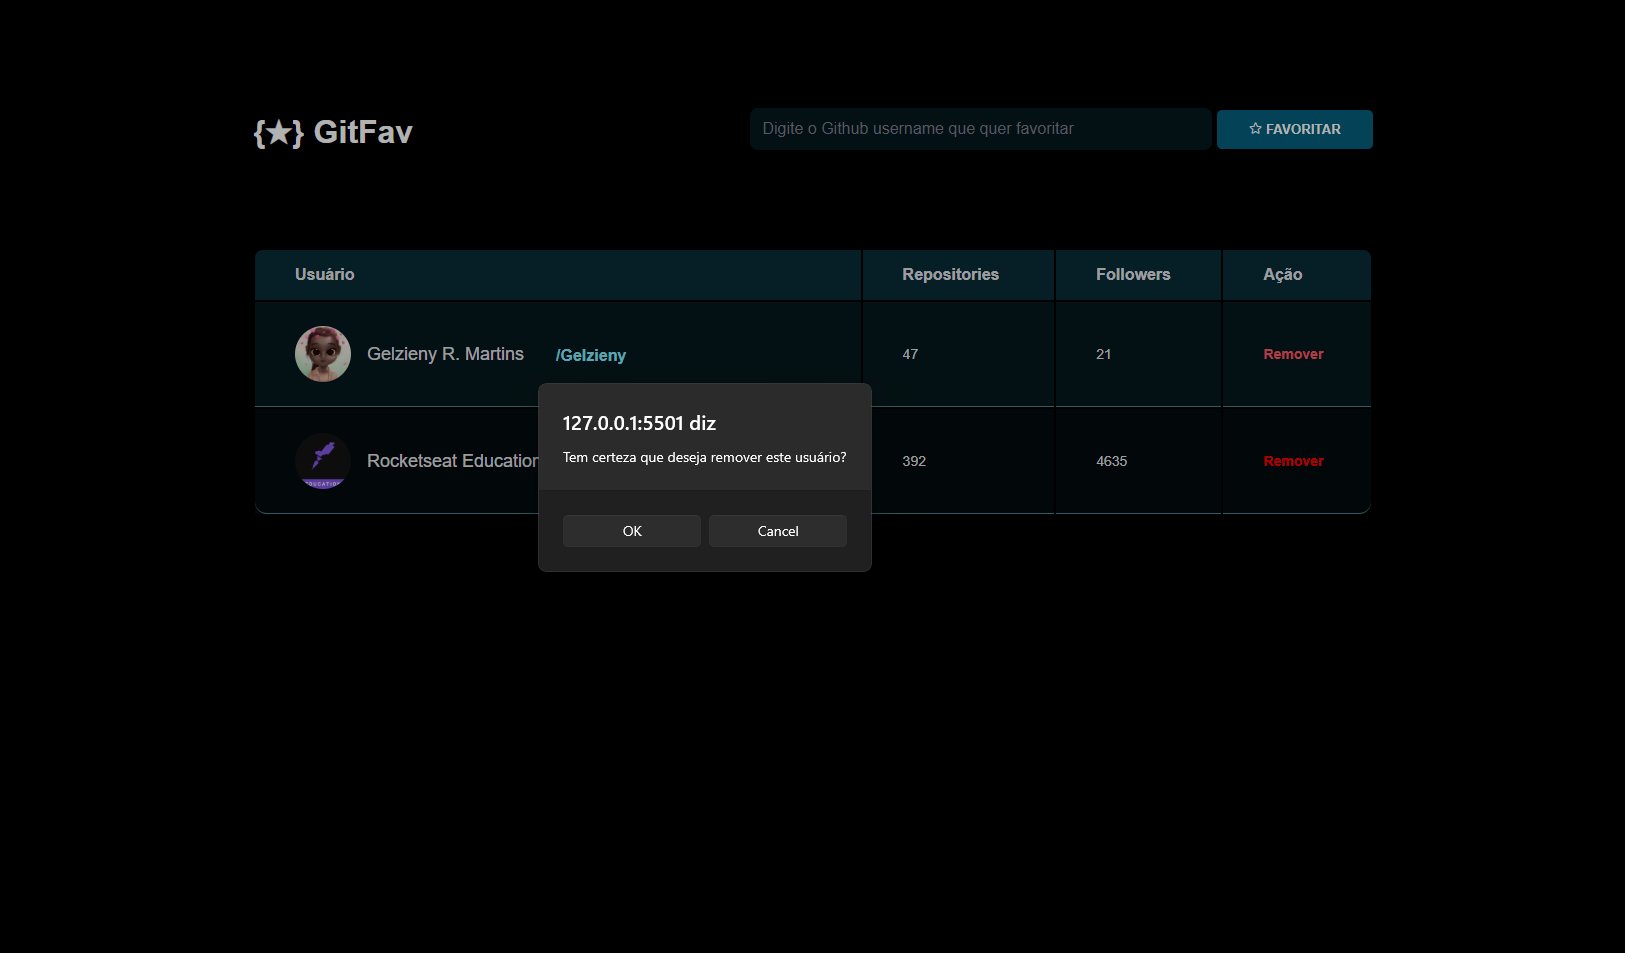 {★} GitFav
Digite o Github username que quer favoritar
☆ FAVORITAR
Usuário Repositories Followers Ação
Gelzieny R. Martins /Gelzieny 47 21 Remover
Rocketseat Education 392 4635 Remover
EDUCATION
127.0.0.1:5501 diz
Tem certeza que deseja remover este usuário?
OK Cancel